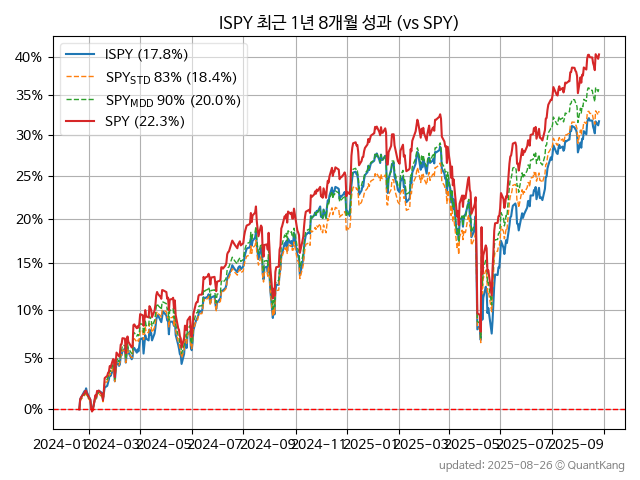 ISPY 최근 1년 8개월 성과 (vs SPY)
ISPY (17.8%)
SPY_STD 83% (18.4%)
SPY_MDD 90% (20.0%)
SPY (22.3%)
40%
35%
30%
25%
20%
15%
10%
5%
0%
2024-01 2024-03 2024-05 2024-07 2024-09 2024-11 2025-01 2025-03 2025-05 2025-07 2025-09
updated: 2025-08-26 © QuantKang